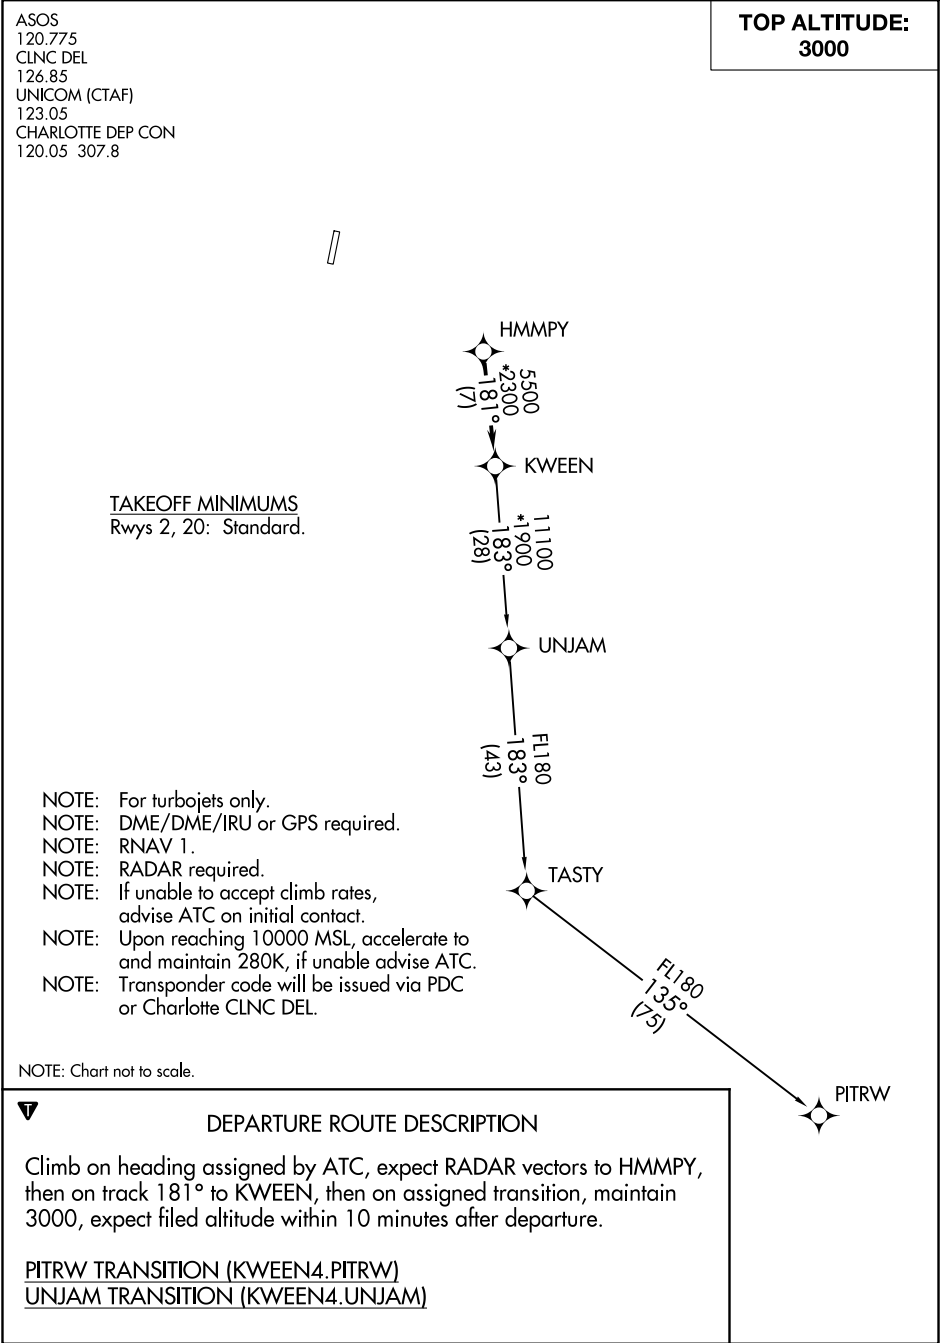 ASOS
120.775
CLNC DEL
126.85
UNICOM (CTAF)
123.05
CHARLOTTE DEP CON
120.05 307.8
TOP ALTITUDE:
3000
HMMPY
5500
*2300
181°
(7)
KWEEN
TAKEOFF MINIMUMS
Rwys 2, 20: Standard.
11100
*1900
183°
(28)
UNJAM
FL180
183°
(43)
NOTE: For turbojets only.
NOTE: DME/DME/IRU or GPS required.
NOTE: RNAV 1.
NOTE: RADAR required.
NOTE: If unable to accept climb rates,
advise ATC on initial contact.
NOTE: Upon reaching 10000 MSL, accelerate to
and maintain 280K, if unable advise ATC.
NOTE: Transponder code will be issued via PDC
or Charlotte CLNC DEL.
TASTY
FL180
135°
(75)
PITRW
NOTE: Chart not to scale.
T
DEPARTURE ROUTE DESCRIPTION
Climb on heading assigned by ATC, expect RADAR vectors to HMMPY,
then on track 181° to KWEEN, then on assigned transition, maintain
3000, expect filed altitude within 10 minutes after departure.
PITRW TRANSITION (KWEEN4.PITRW)
UNJAM TRANSITION (KWEEN4.UNJAM)